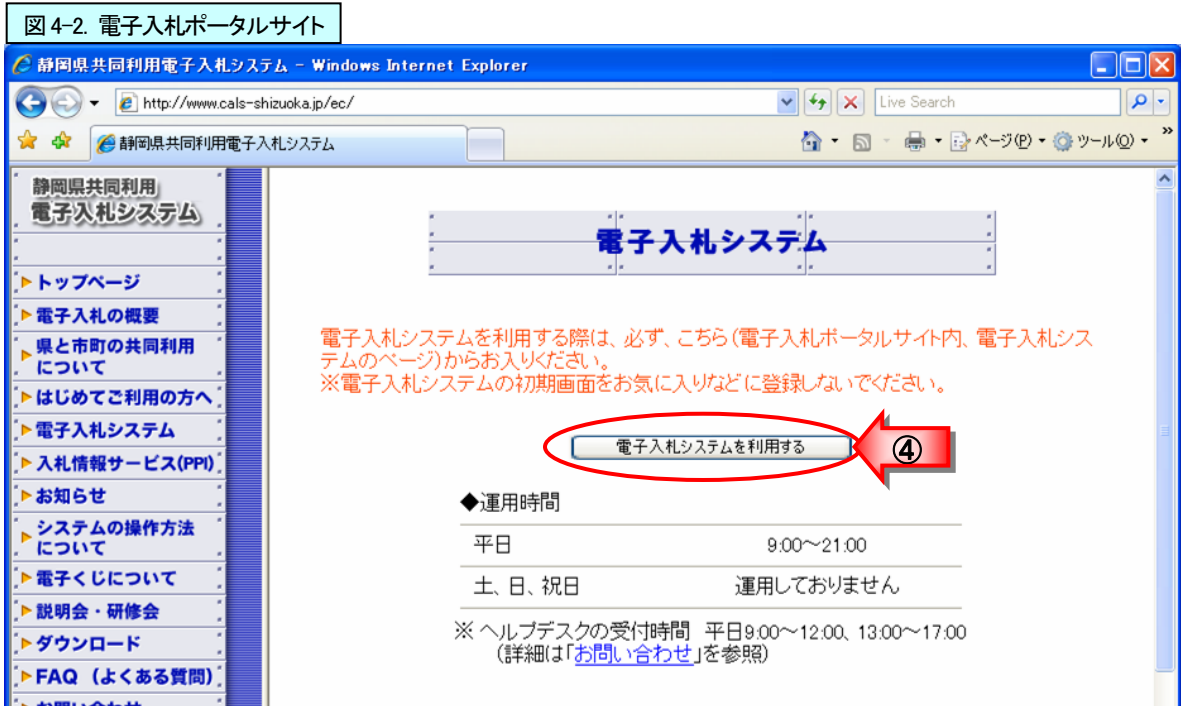 図4-2. 電子入札ポータルサイト
静岡県共同利用電子入札システム - Windows Internet Explorer
http://www.cals-shizuoka.jp/ec/
Live Search
静岡県共同利用電子入札システム
ページ(P)
ツール(O)
静岡県共同利用
電子入札システム
トップページ
電子入札の概要
県と市町の共同利用
について
はじめてご利用の方へ
電子入札システム
入札情報サービス(PPI)
お知らせ
システムの操作方法
について
電子くじについて
説明会・研修会
ダウンロード
FAQ （よくある質問）
お問い合わせ
電子入札システム
電子入札システムを利用する際は、必ず、こちら(電子入札ポータルサイト内、電子入札シス
テムのページ)からお入りください。
※電子入札システムの初期画面をお気に入りなどに登録しないでください。
電子入札システムを利用する
④
◆運用時間
平日 9:00～21:00
土、日、祝日 運用しておりません
※ ヘルプデスクの受付時間 平日9:00～12:00、13:00～17:00
(詳細は「お問い合わせ」を参照)